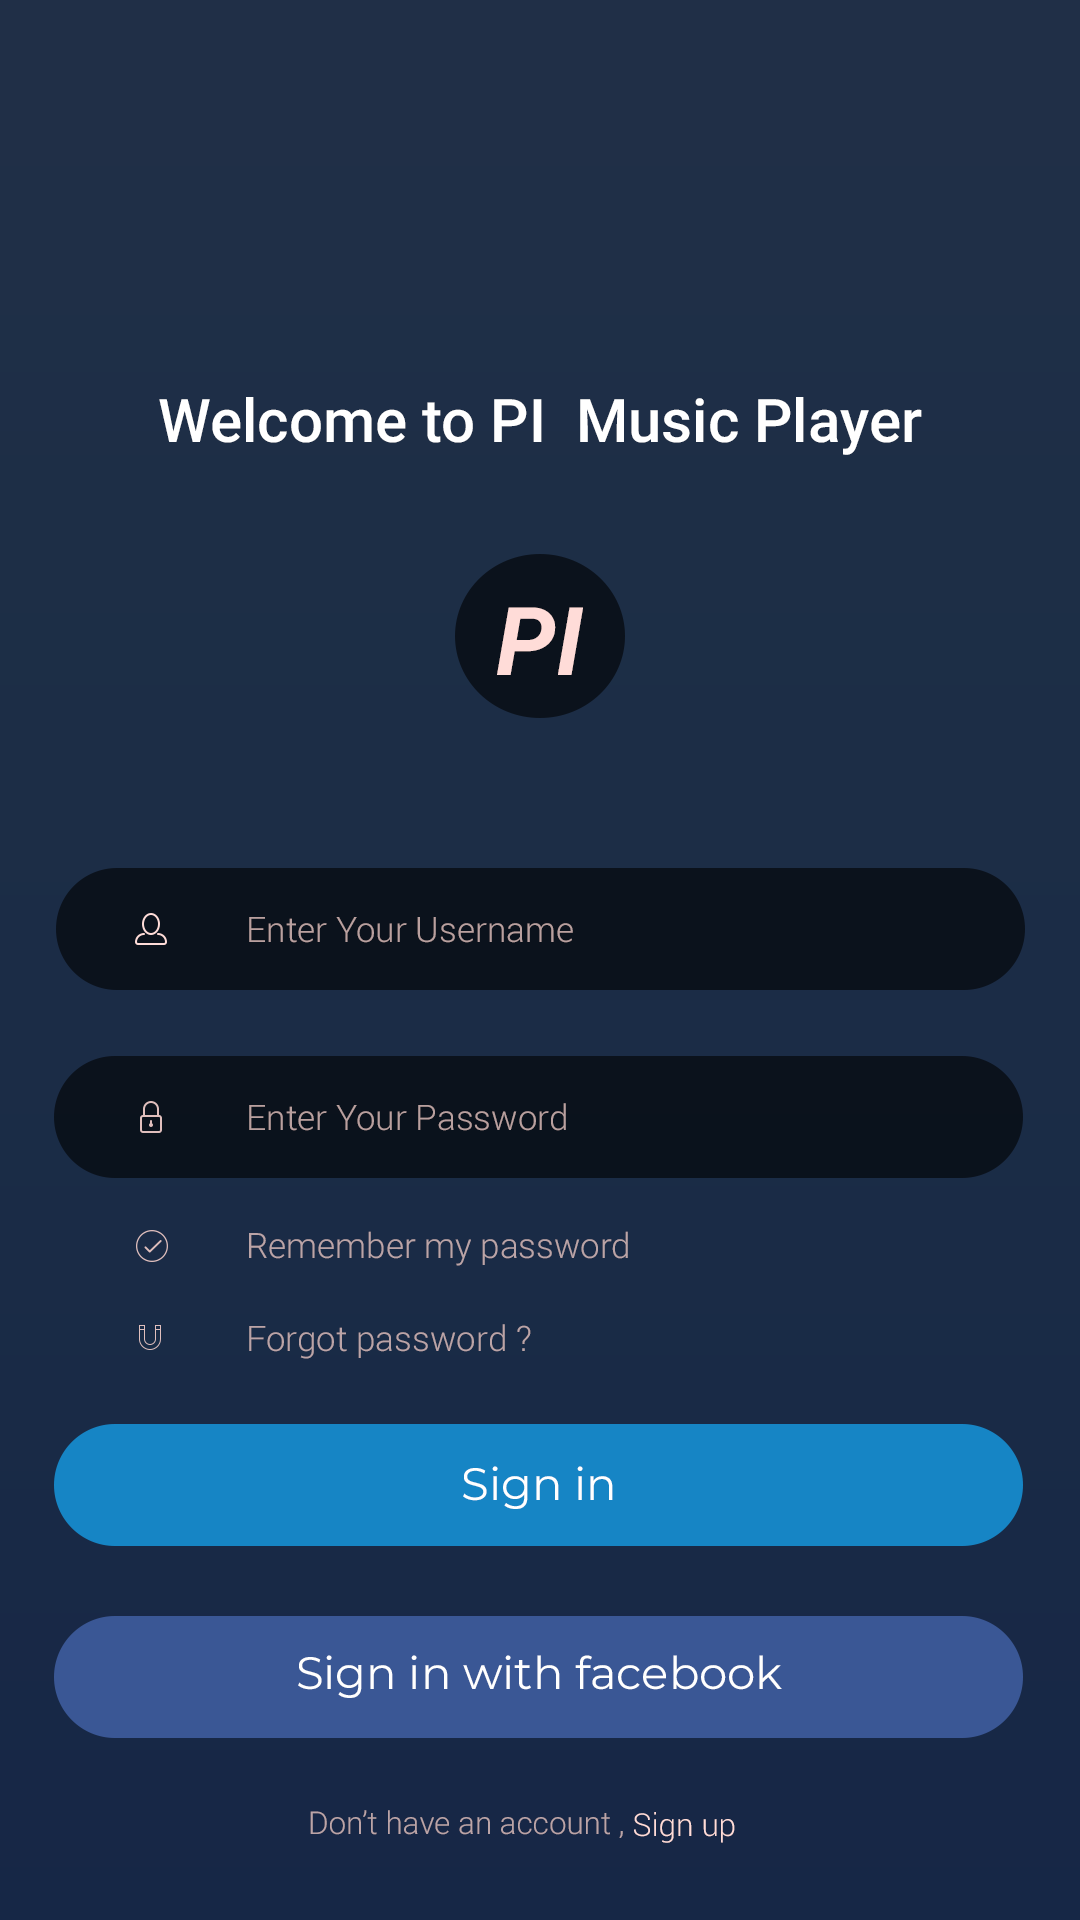 Welcome to PI  Music Player
PI
Enter Your Username
Enter Your Password
Remember my password
Forgot password ?
Sign in
Sign in with facebook
Don’t have an account , Sign up